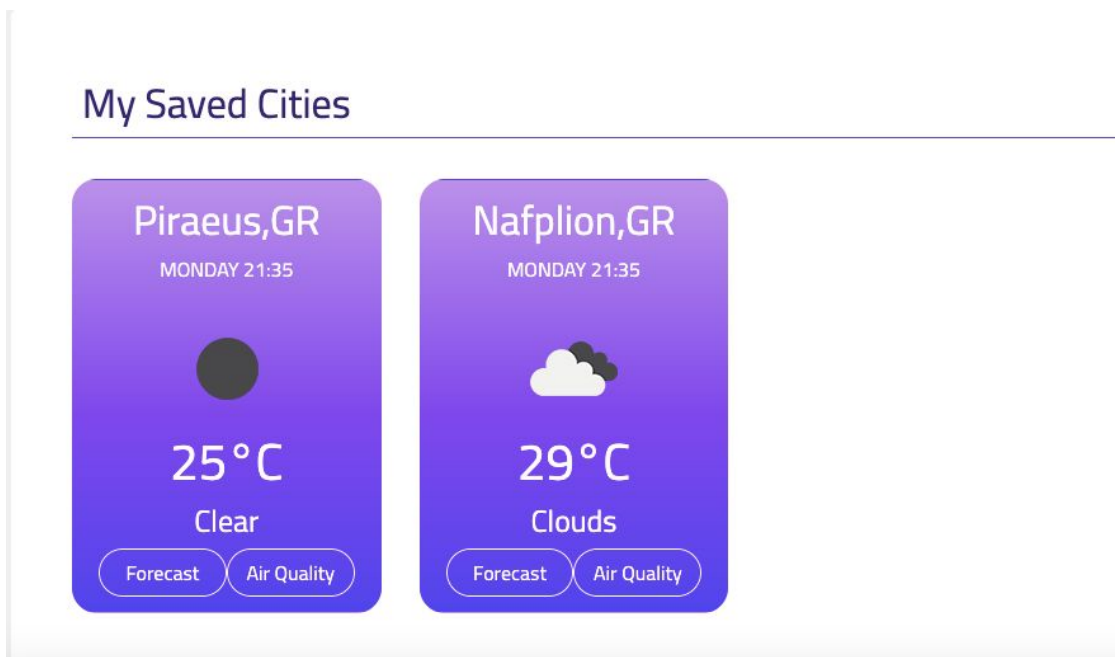 My Saved Cities
Piraeus,GR
MONDAY 21:35
25°C
Clear
Forecast
Air Quality
Nafplion,GR
MONDAY 21:35
29°C
Clouds
Forecast
Air Quality